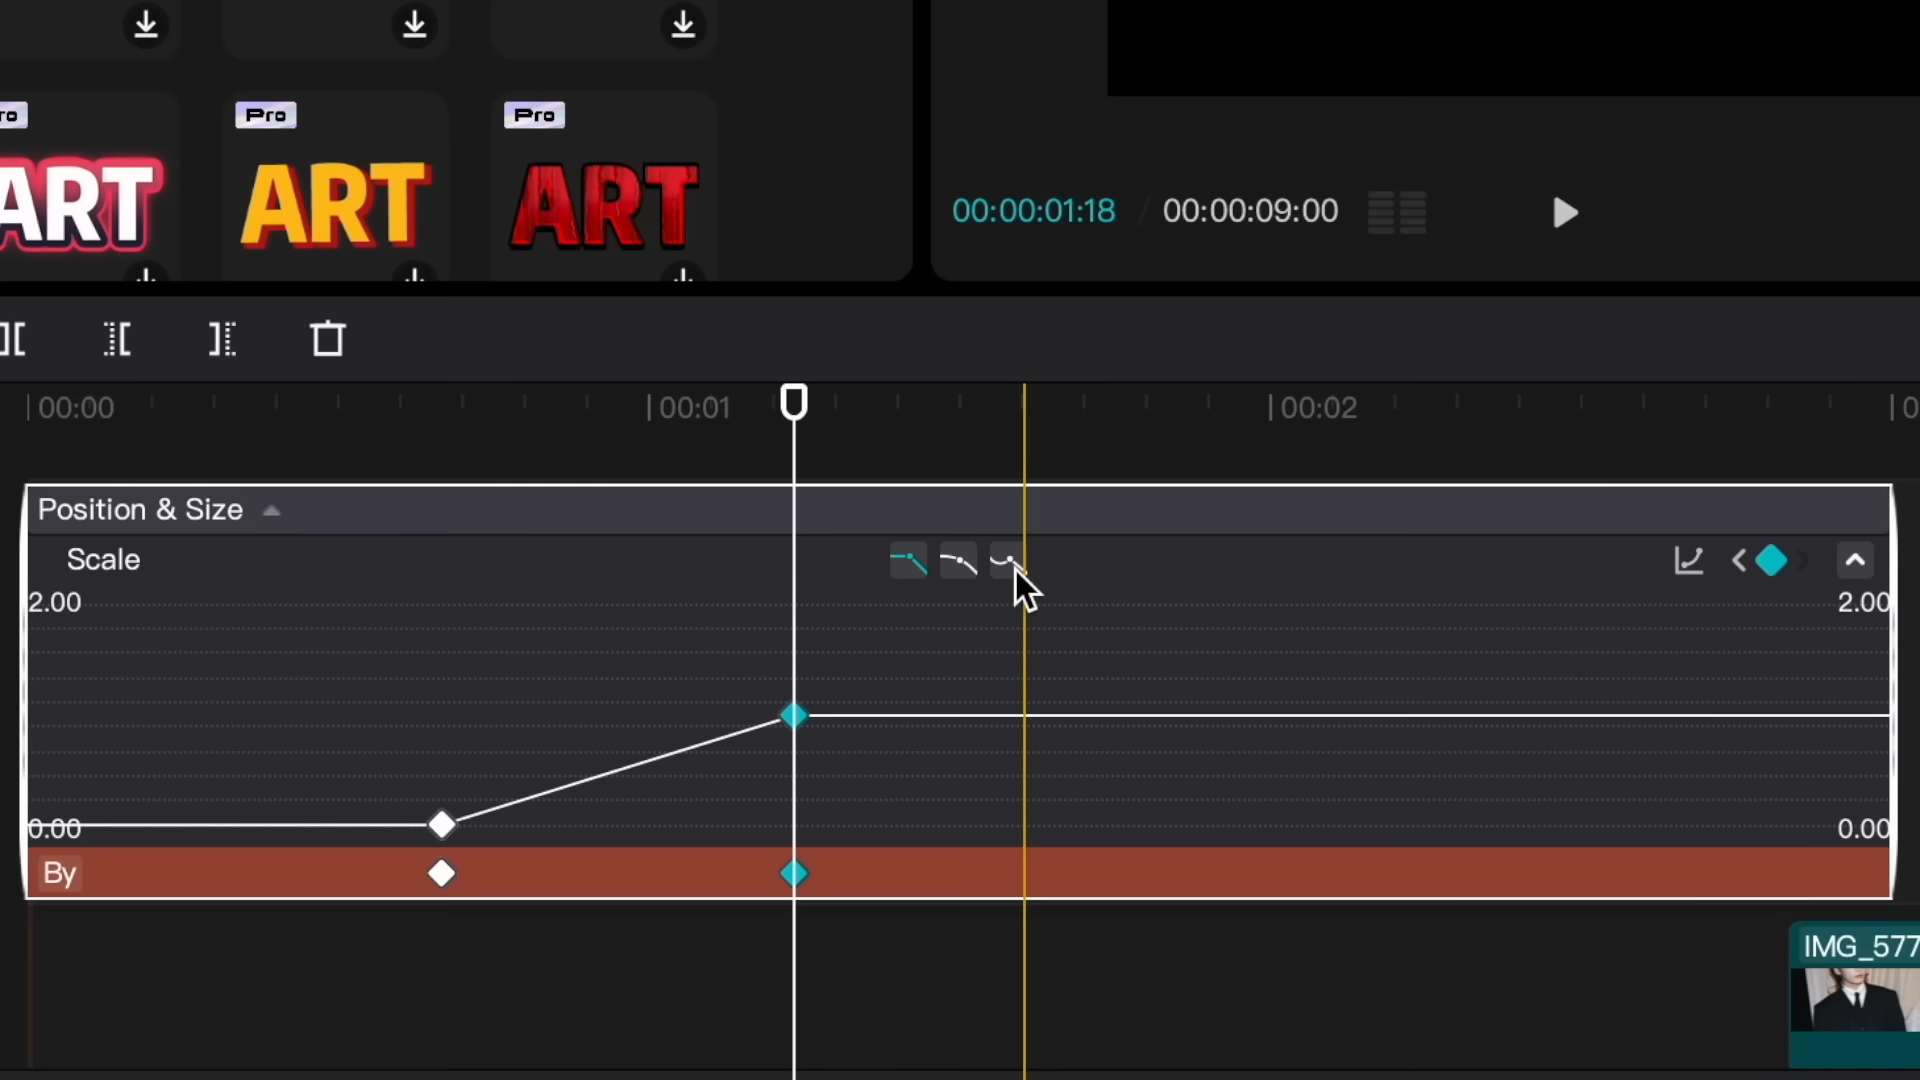 Pro
Pro
ART
ART
ART
00:00:01:18 / 00:00:09:00
00:00
00:01
00:02
Position & Size
Scale
2.00
2.00
0.00
0.00
By
IMG_577